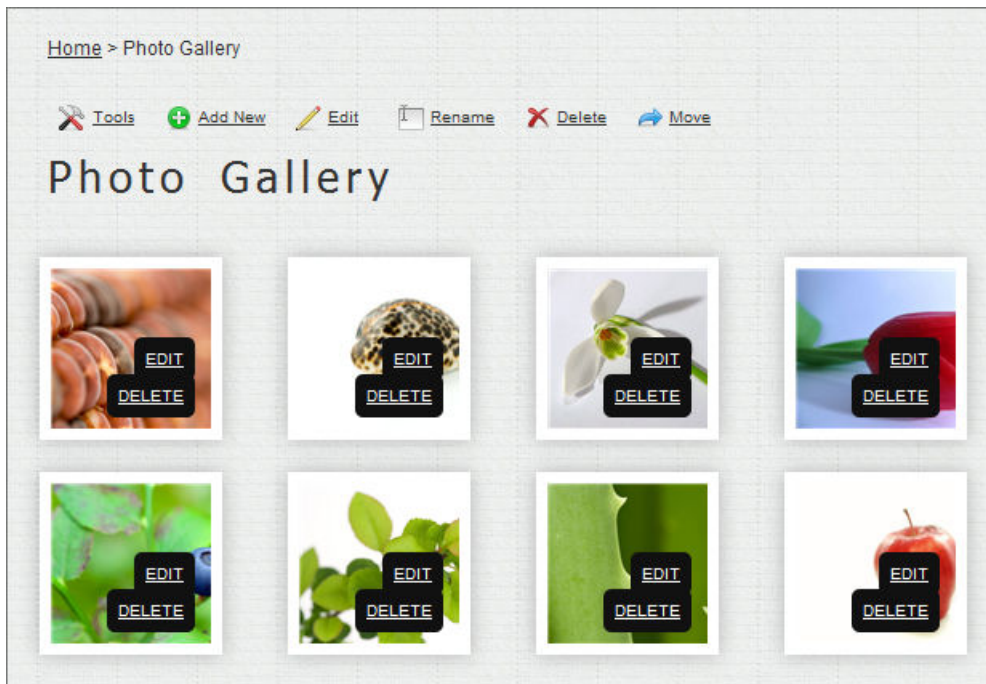 Home > Photo Gallery
Tools Add New Edit Rename Delete Move
Photo Gallery
EDIT EDIT EDIT EDIT
DELETE DELETE DELETE DELETE
EDIT EDIT EDIT EDIT
DELETE DELETE DELETE DELETE